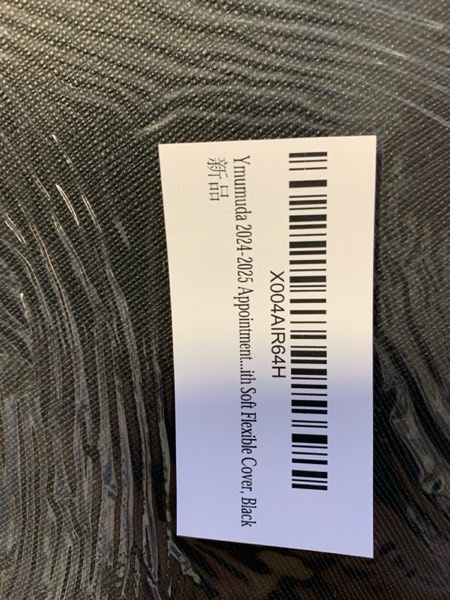 X004AIR64H
Ymumuda 2024-2025 Appointment...ith Soft Flexible Cover, Black
新品